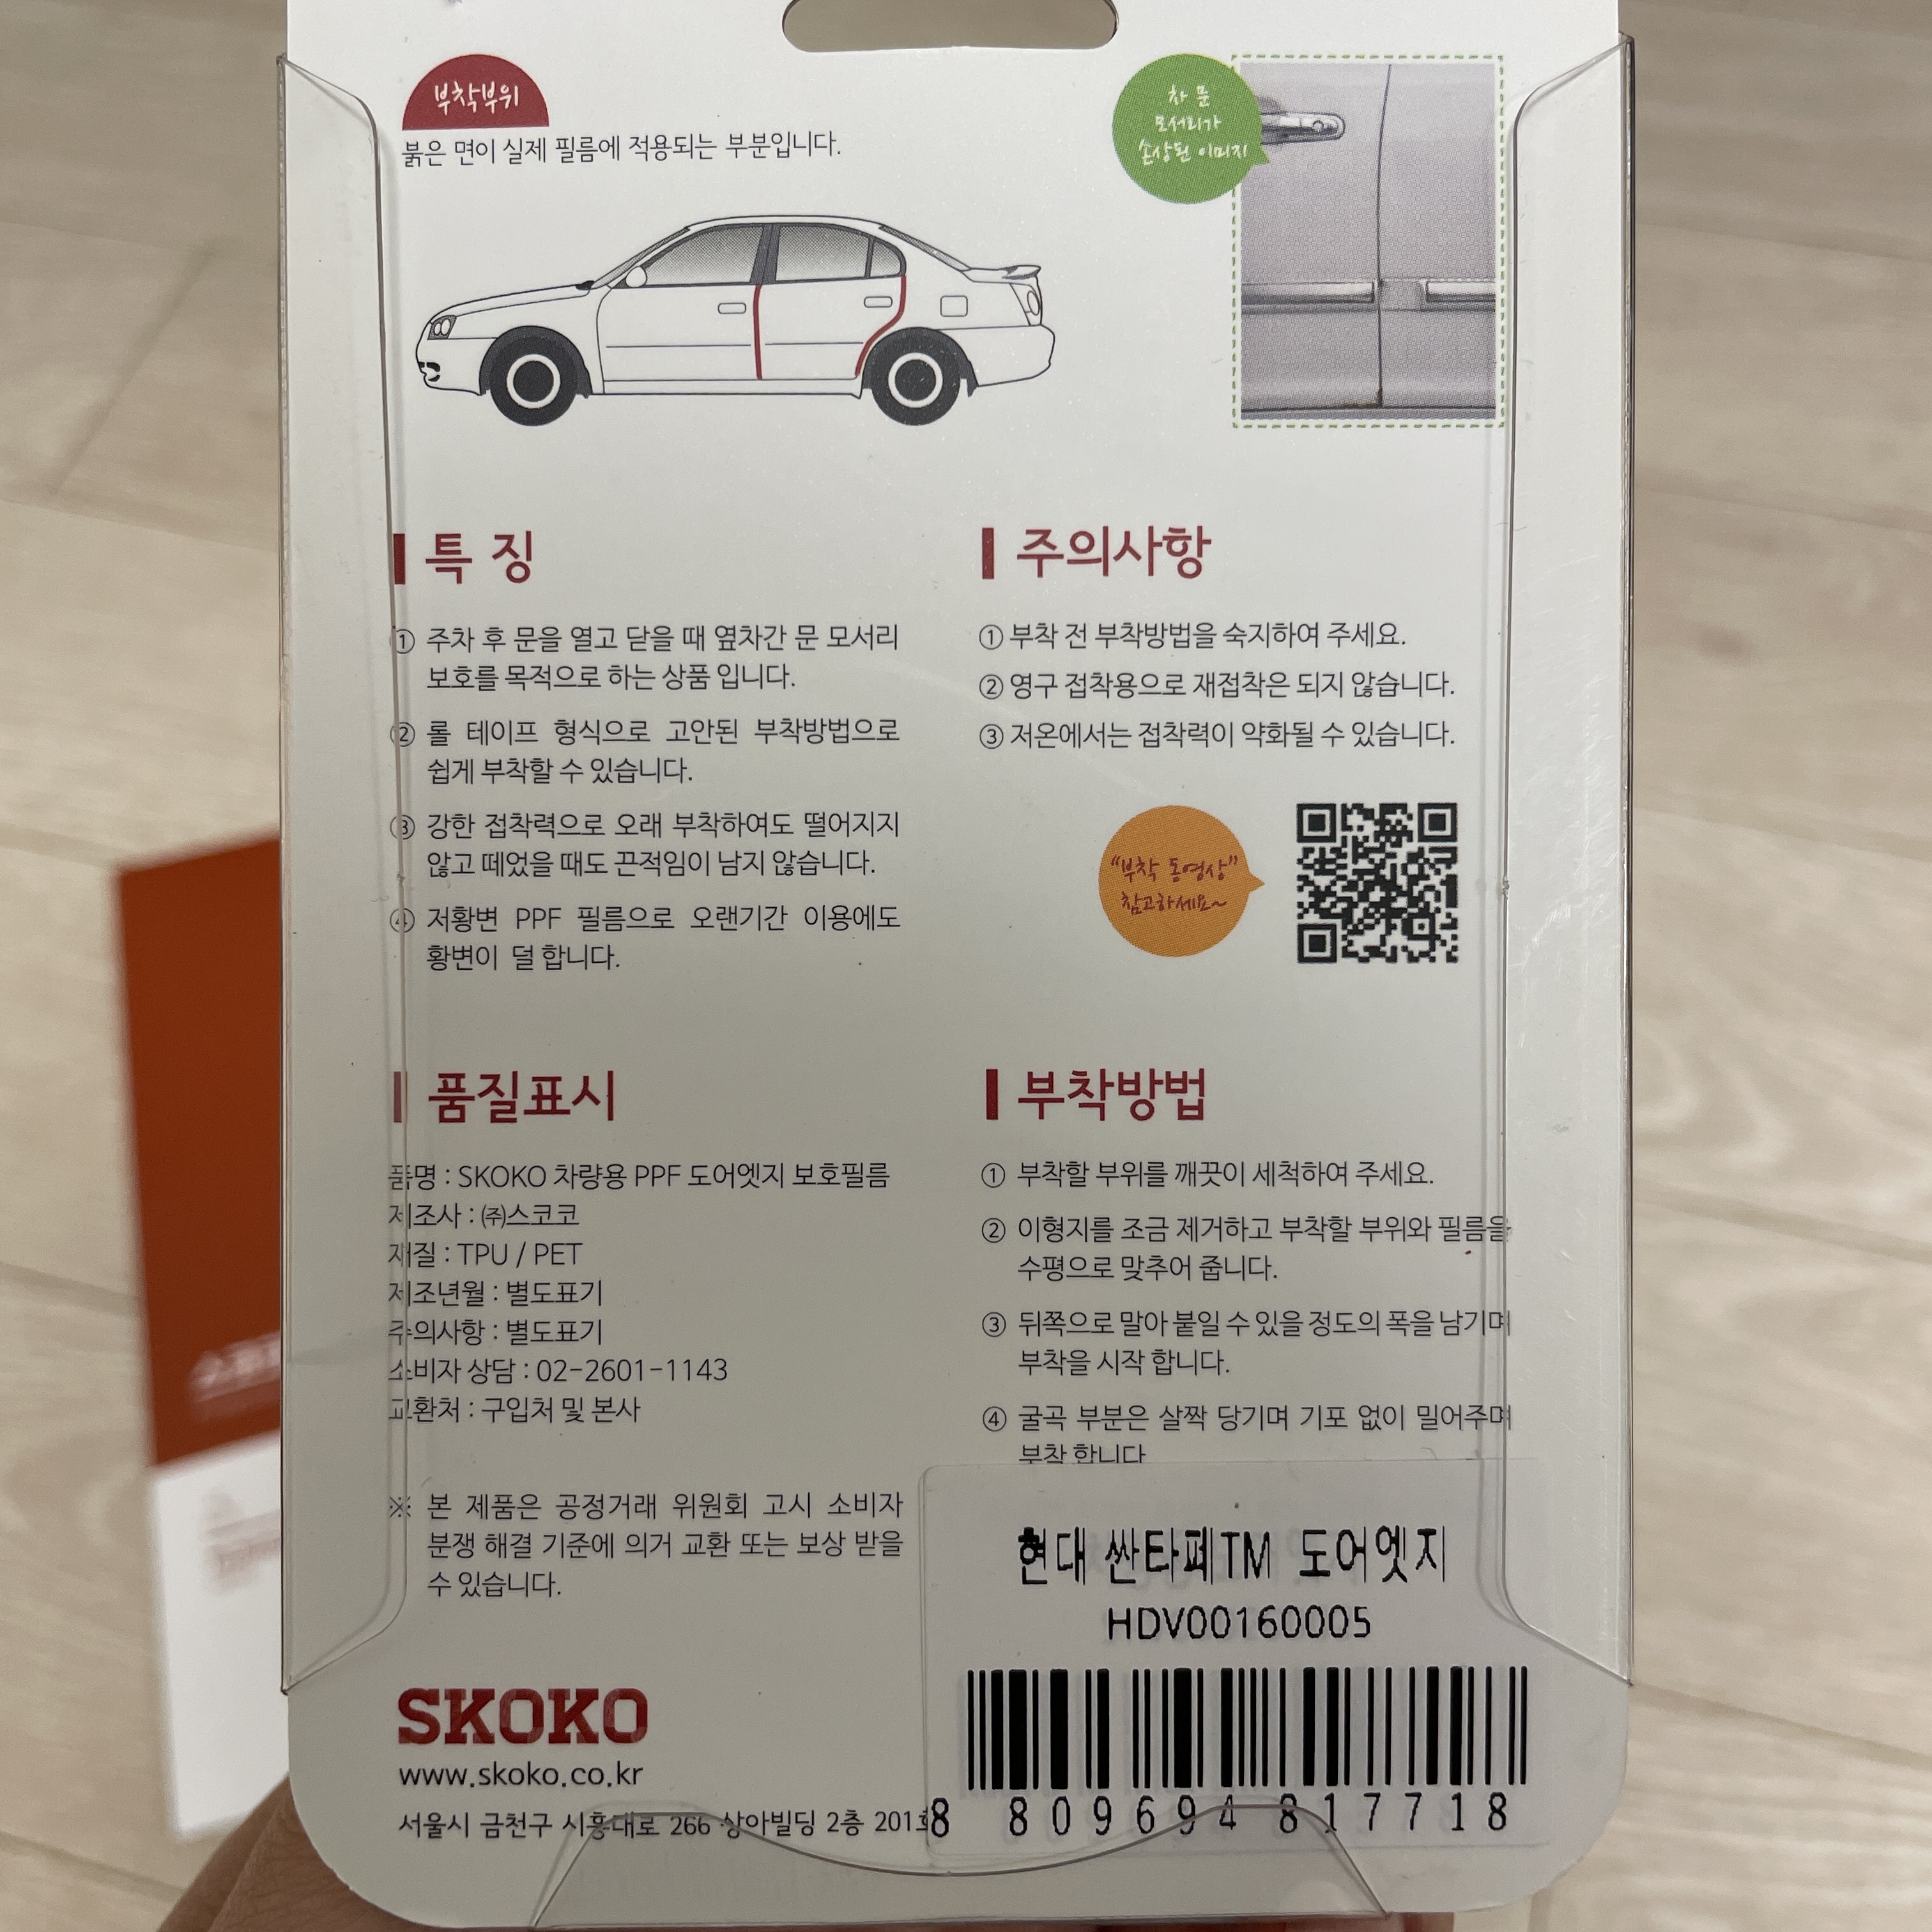 부착부위
붉은 면이 실제 필름에 적용되는 부분입니다.
차 문
모서리가
손상된 이미지
특 징
① 주차 후 문을 열고 닫을 때 옆차간 문 모서리
보호를 목적으로 하는 상품 입니다.
② 롤 테이프 형식으로 고안된 부착방법으로
쉽게 부착할 수 있습니다.
③ 강한 접착력으로 오래 부착하여도 떨어지지
않고 떼었을 때도 끈적임이 남지 않습니다.
④ 저황변 PPF 필름으로 오랜기간 이용에도
황변이 덜 합니다.
주의사항
① 부착 전 부착방법을 숙지하여 주세요.
② 영구 접착용으로 재접착은 되지 않습니다.
③ 저온에서는 접착력이 약화될 수 있습니다.
"부착 동영상"
참고하세요~
품질표시
품명 : SKOKO 차량용 PPF 도어엣지 보호필름
제조사 : ㈜스코코
재질 : TPU / PET
제조년월 : 별도표기
주의사항 : 별도표기
소비자 상담 : 02-2601-1143
교환처 : 구입처 및 본사
※ 본 제품은 공정거래 위원회 고시 소비자
분쟁 해결 기준에 의거 교환 또는 보상 받을
수 있습니다.
부착방법
① 부착할 부위를 깨끗이 세척하여 주세요.
② 이형지를 조금 제거하고 부착할 부위와 필름을
수평으로 맞추어 줍니다.
③ 뒤쪽으로 말아 붙일 수 있을 정도의 폭을 남기며
부착을 시작 합니다.
④ 굴곡 부분은 살짝 당기며 기포 없이 밀어주며
부착 합니다
현대 싼타페TM 도어엣지
HDV00160005
8 809694 817718
SKOKO
www.skoko.co.kr
서울시 금천구 시흥대로 266 상아빌딩 2층 201호